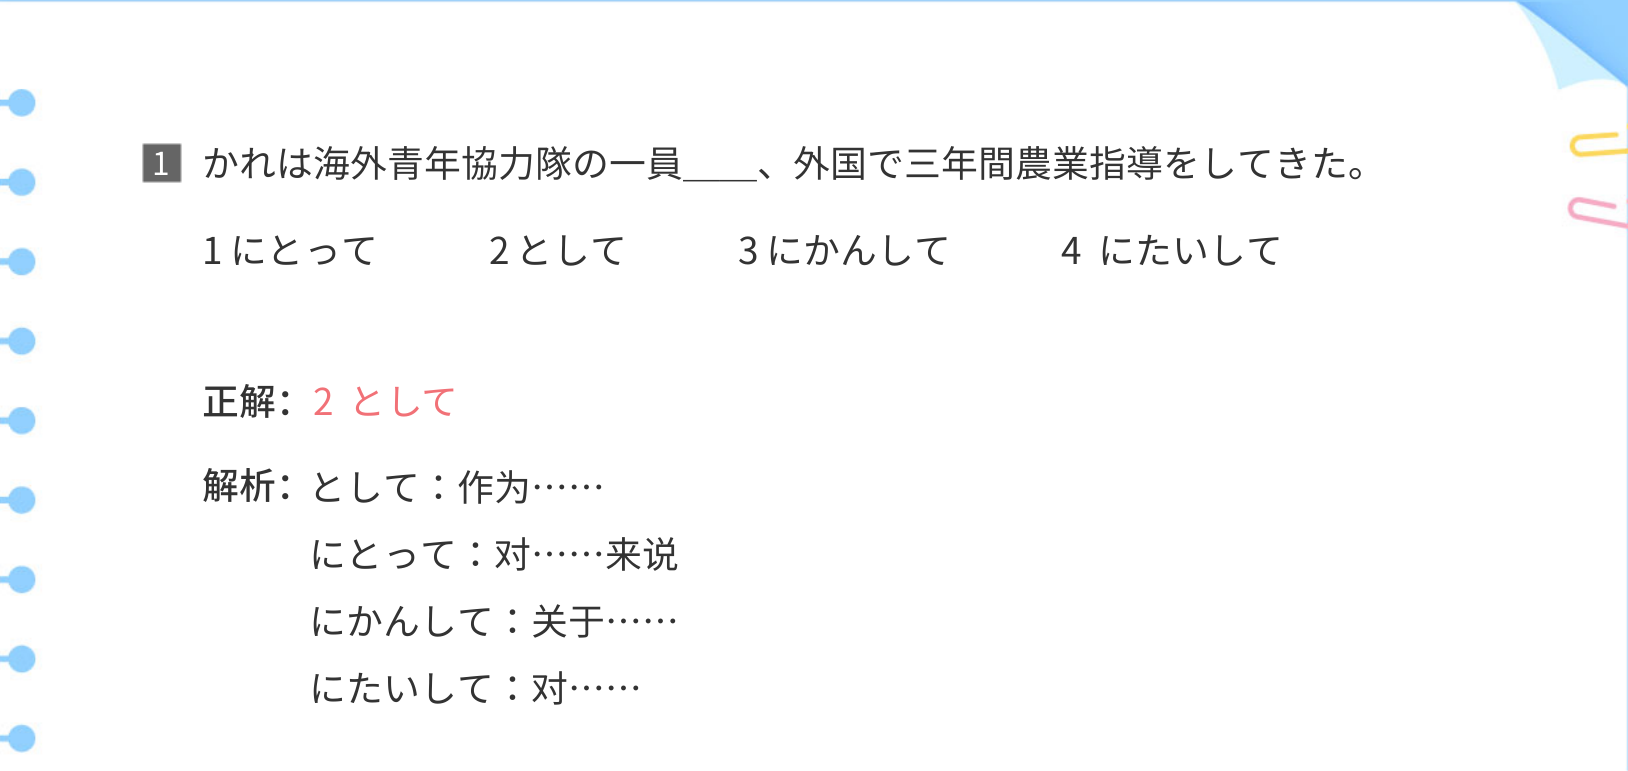 1 かれは海外青年協力隊の一員____、外国で三年間農業指導をしてきた。
1 にとって 2 として 3 にかんして 4 にたいして
正解：2 として
解析：として：作为……
にとって：对……来说
にかんして：关于……
にたいして：对……